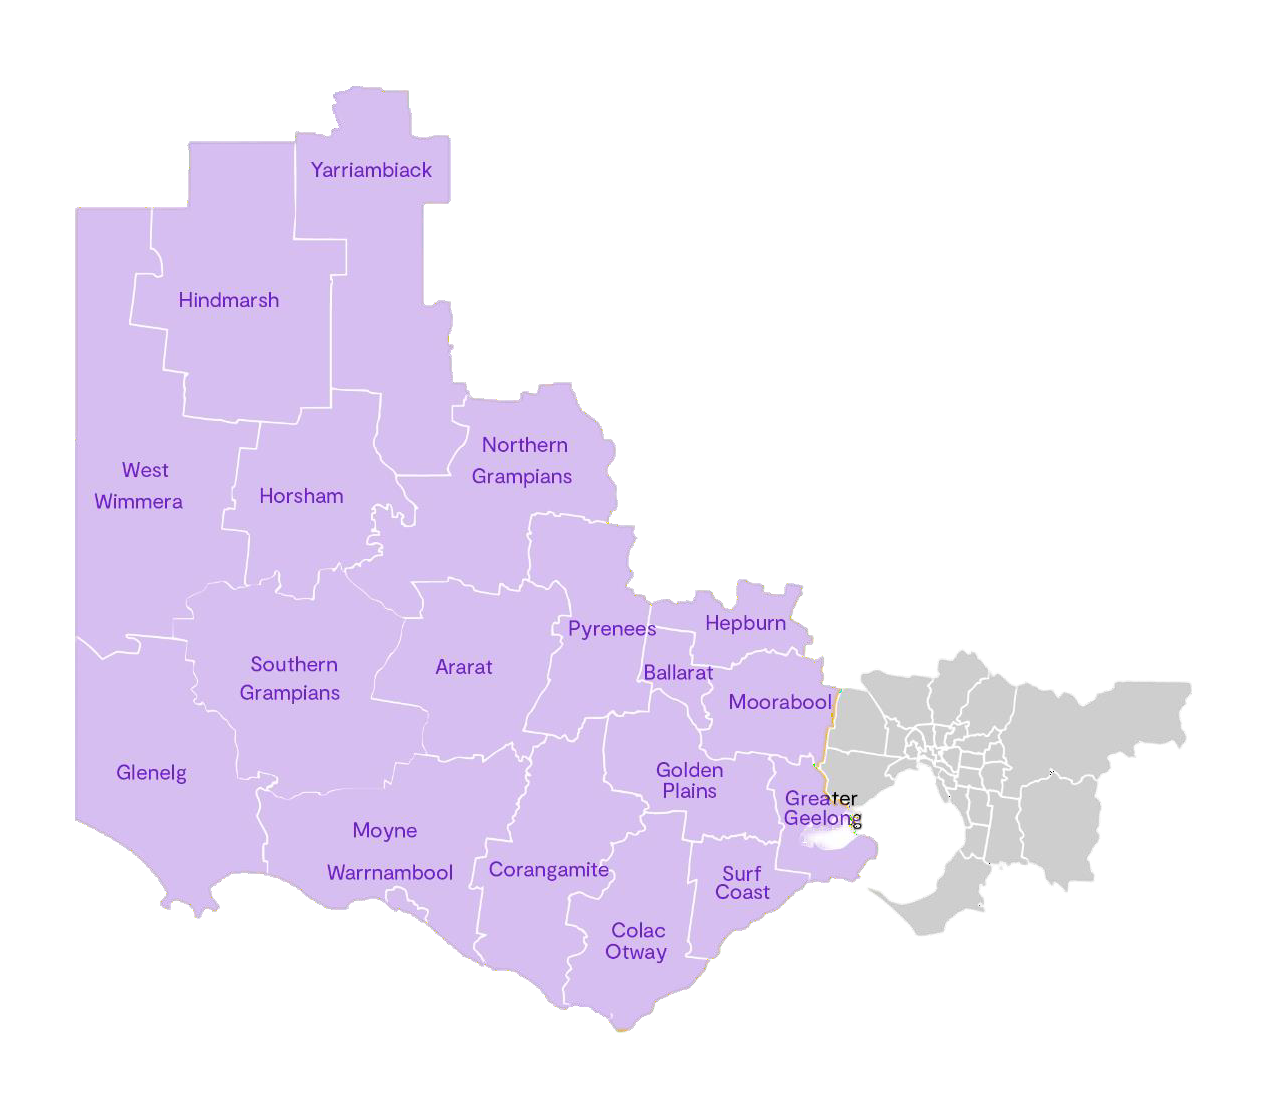 Yarriambiack
Hindmarsh
Northern
Grampians
West
Wimmera
Horsham
Hepburn
Pyrenees
Southern
Grampians
Ararat
Ballarat
Moorabool
Glenelg
Golden
Plains
Greater
Geelong
Moyne
Warrnambool
Corangamite
Surf
Coast
Colac
Otway